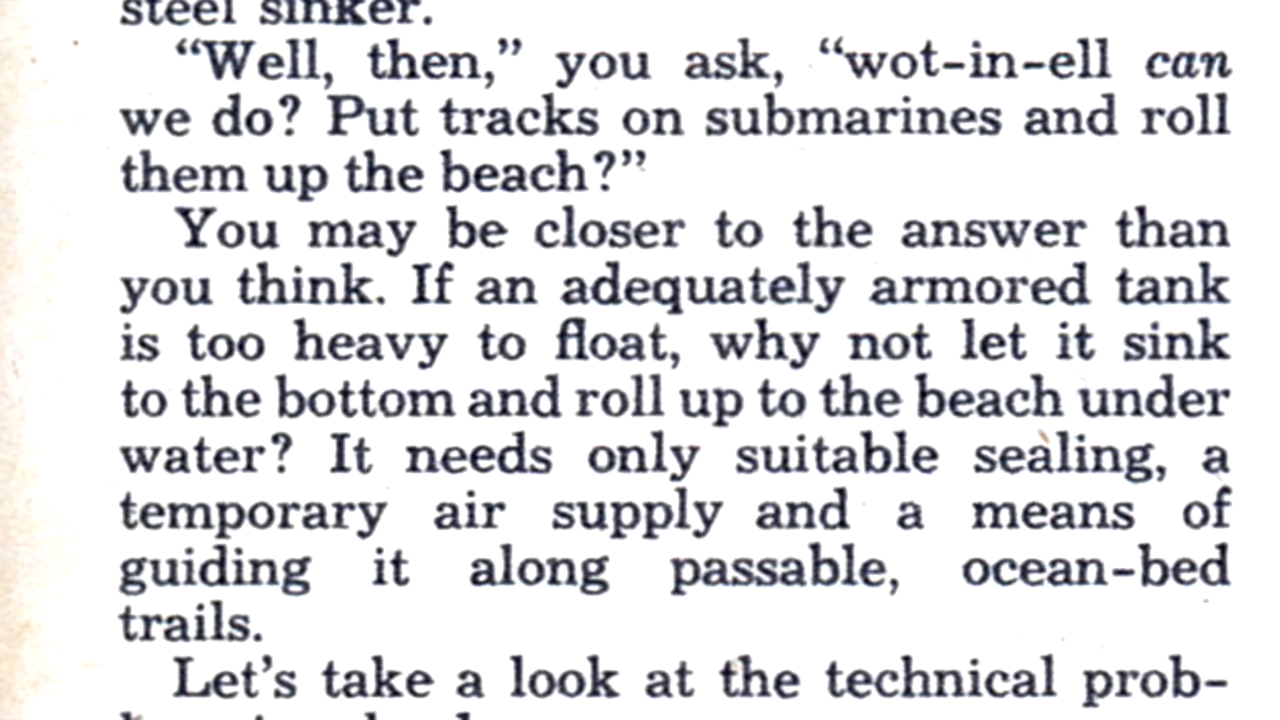 steel sinker.
“Well, then,” you ask, “wot-in-ell can
we do? Put tracks on submarines and roll
them up the beach?”
You may be closer to the answer than
you think. If an adequately armored tank
is too heavy to float, why not let it sink
to the bottom and roll up to the beach under
water? It needs only suitable sealing, a
temporary air supply and a means of
guiding it along passable, ocean-bed
trails.
Let’s take a look at the technical prob-